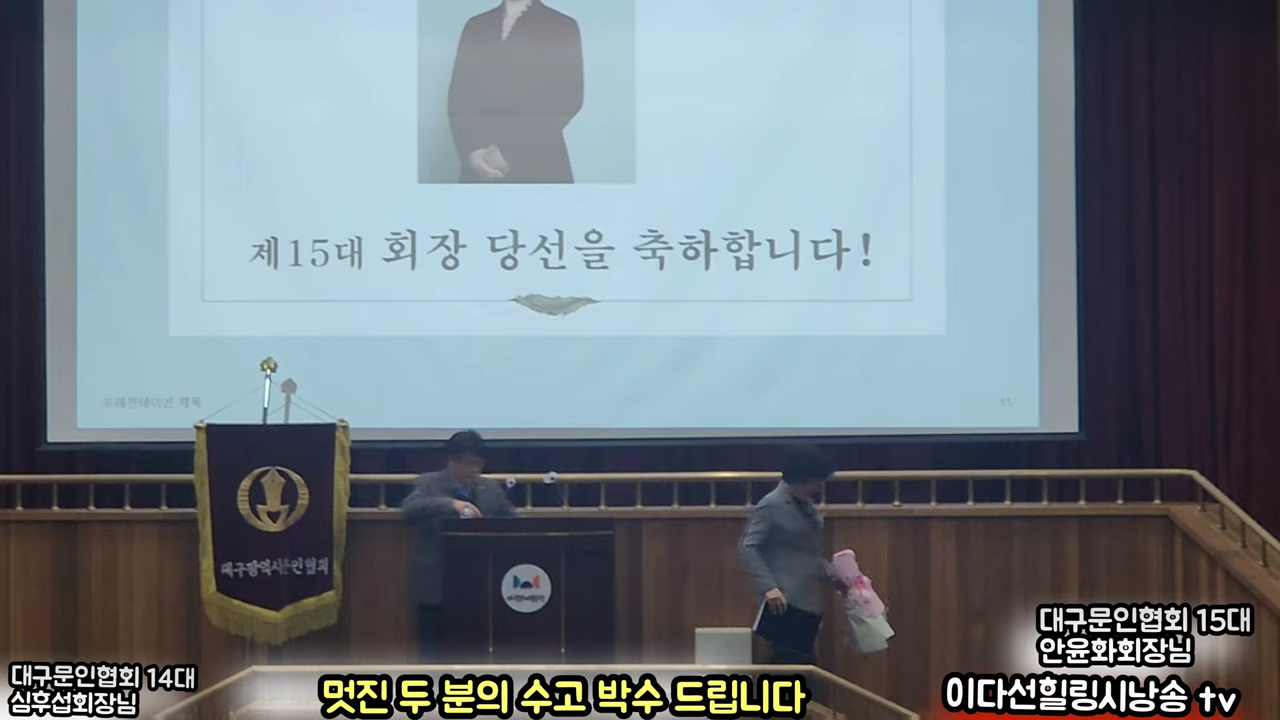 제15대 회장 당선을 축하합니다!
프레젠테이션 제목
15
대구광역시문인협회
대구문인협회 15대
안윤화회장님
대구문인협회 14대
심후섭회장님
멋진 두 분의 수고 박수 드립니다
이다선힐링시낭송 tv